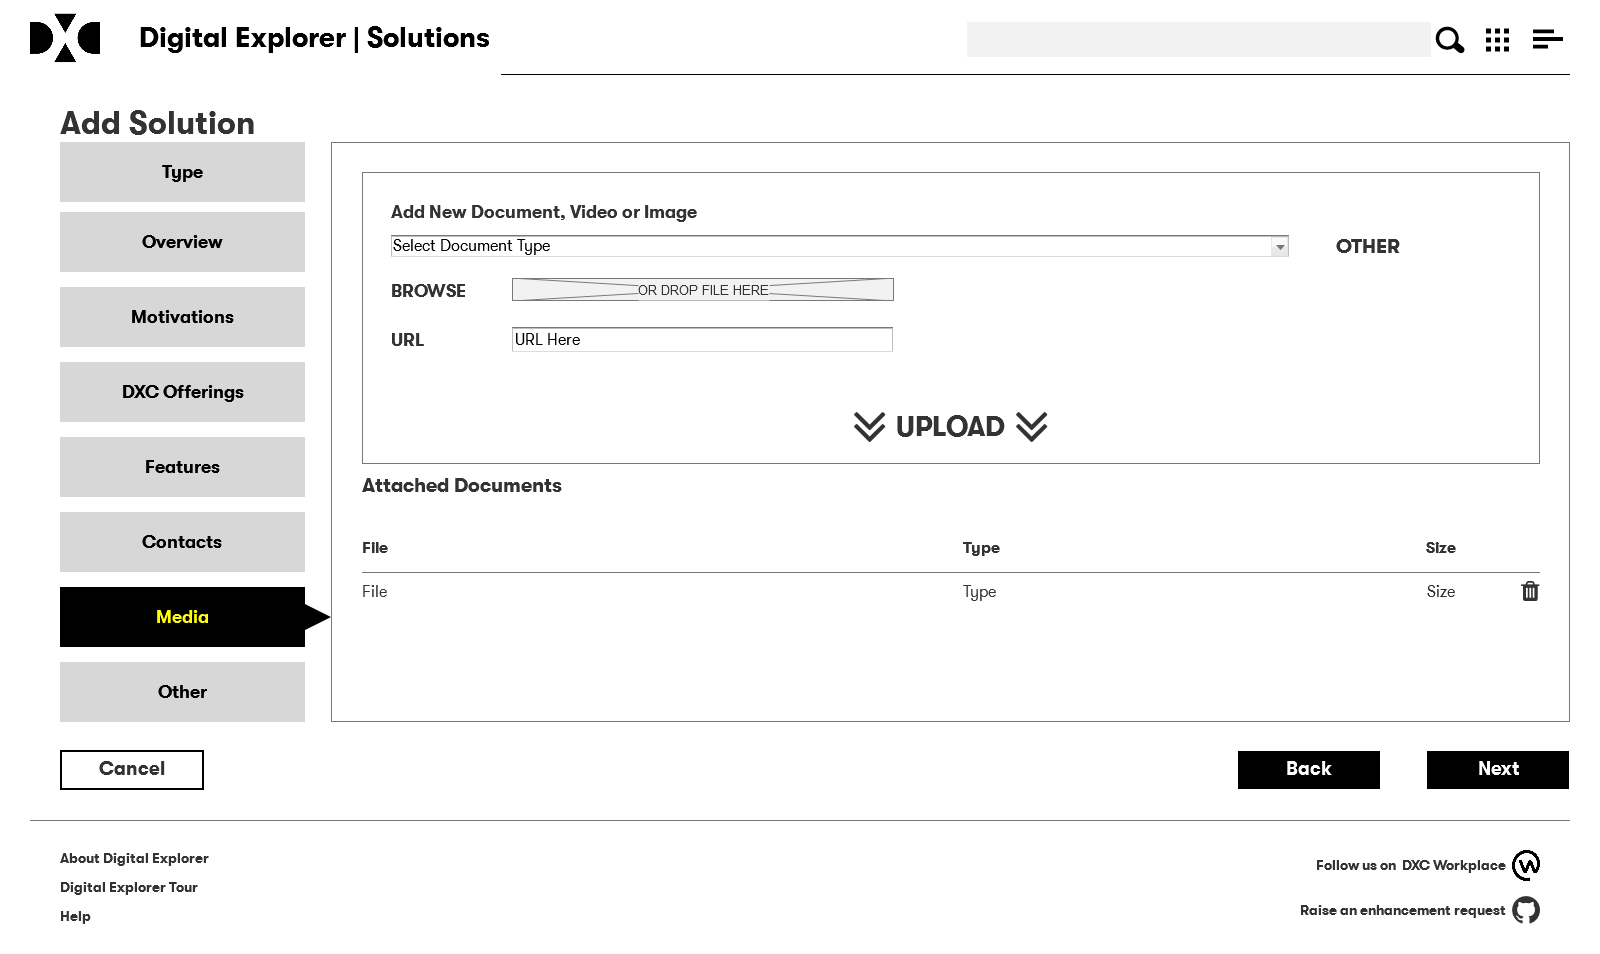 DXC
Digital Explorer | Solutions
Add Solution
Type
Overview
Motivations
DXC Offerings
Features
Contacts
Media
Other
Add New Document, Video or Image
Select Document Type
OTHER
BROWSE
OR DROP FILE HERE
URL
URL Here
UPLOAD
Attached Documents
File Type Size
File Type Size
Cancel
Back
Next
About Digital Explorer
Digital Explorer Tour
Help
Follow us on DXC Workplace
Raise an enhancement request